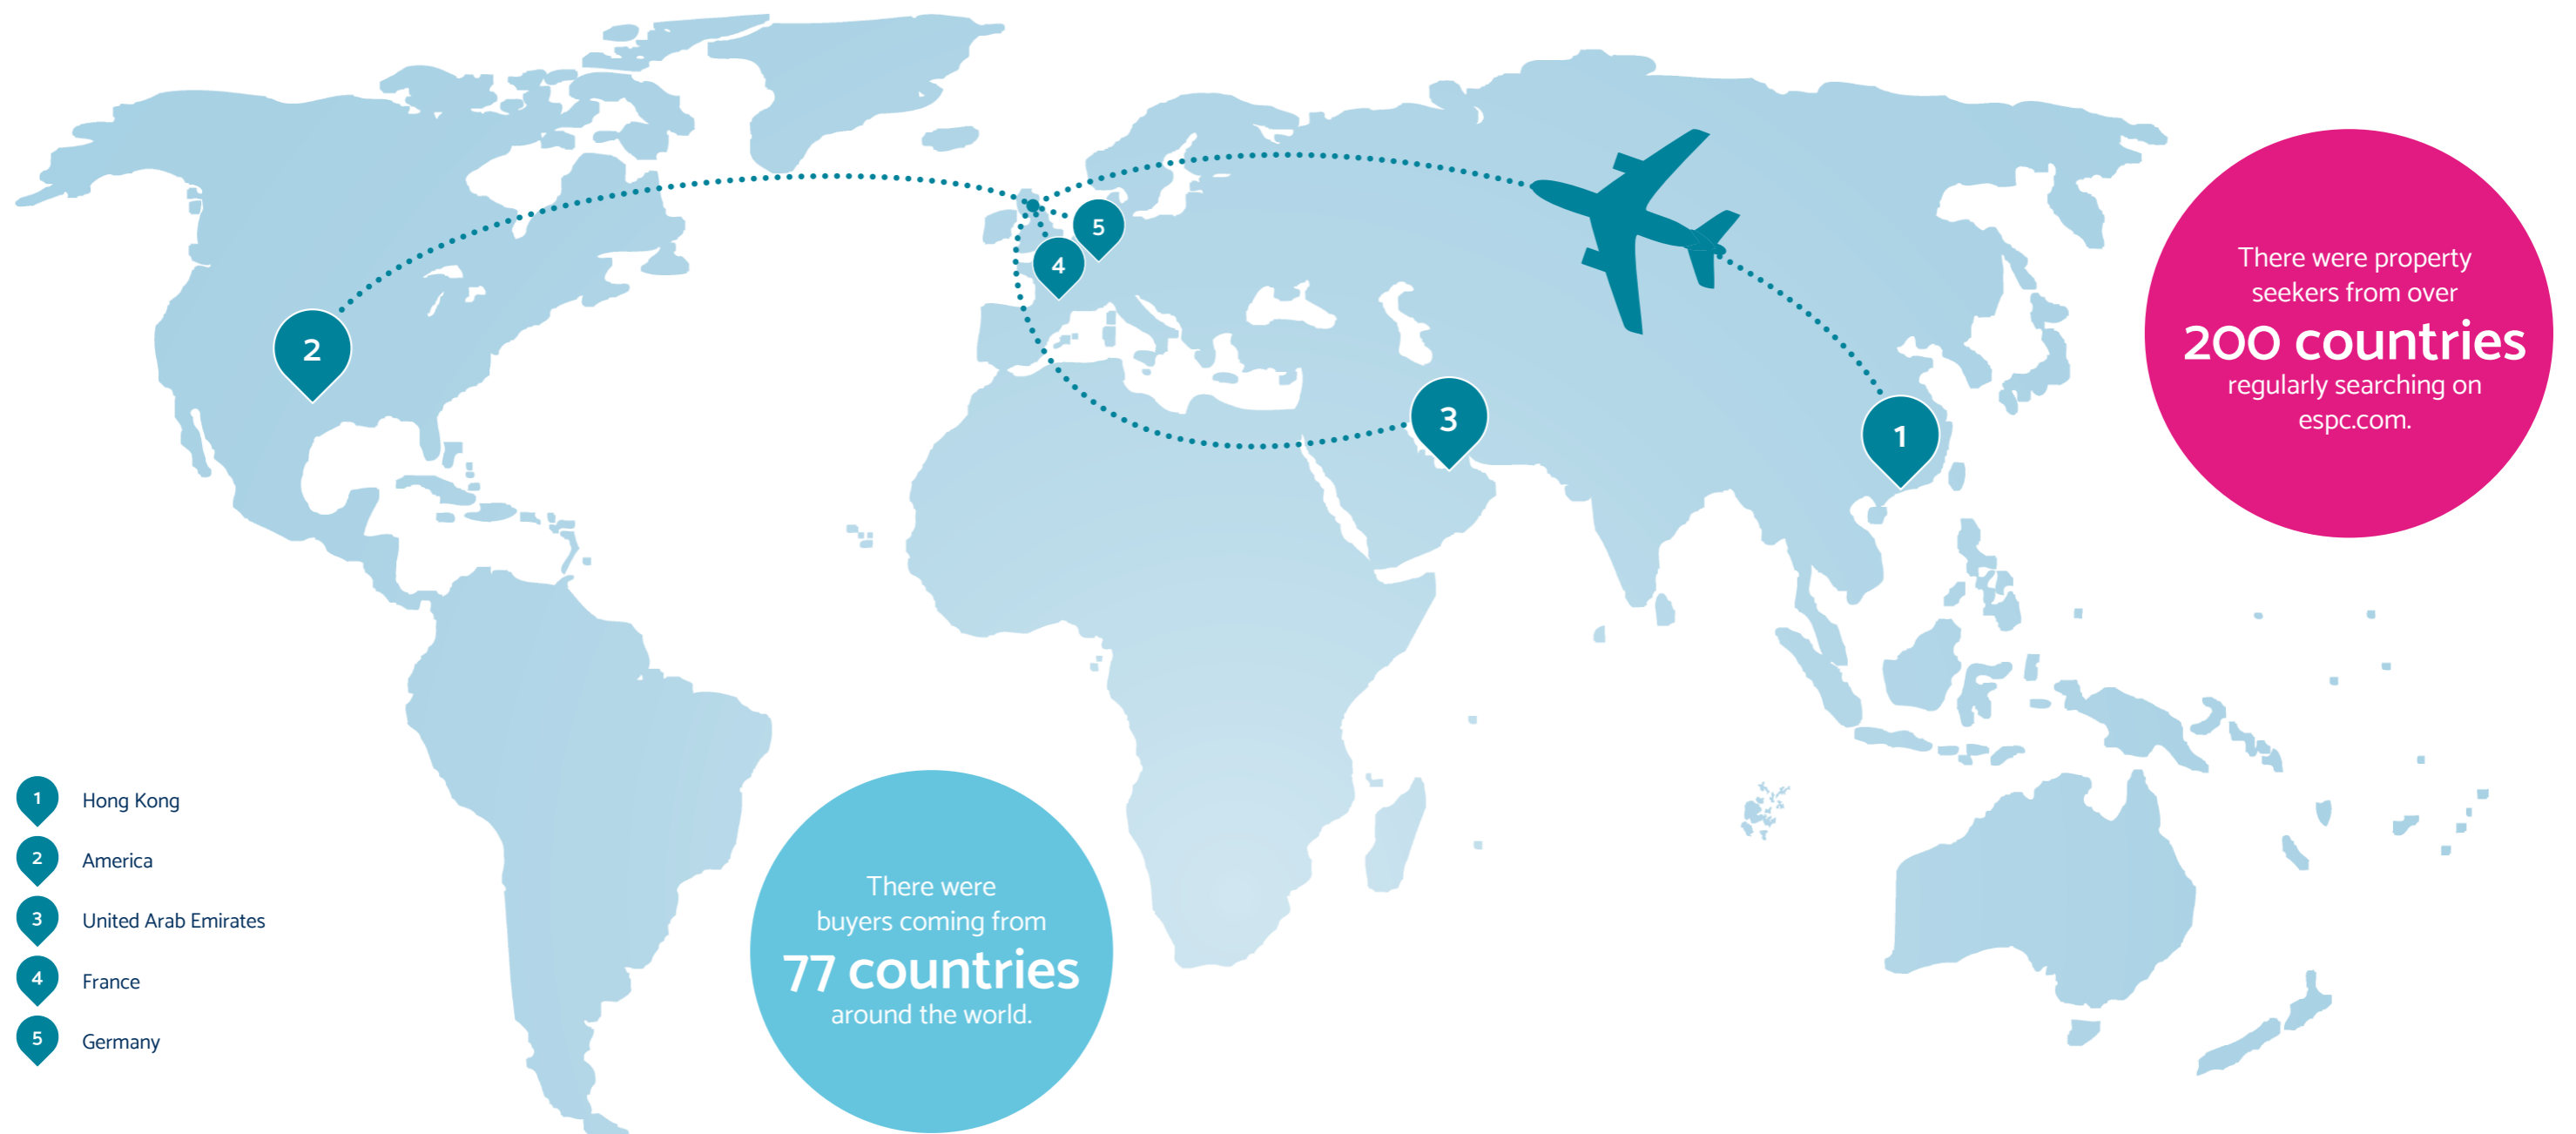 5
4
2
3
1
There were property
seekers from over
200 countries
regularly searching on
espc.com.
1 Hong Kong
2 America
3 United Arab Emirates
4 France
5 Germany
There were
buyers coming from
77 countries
around the world.